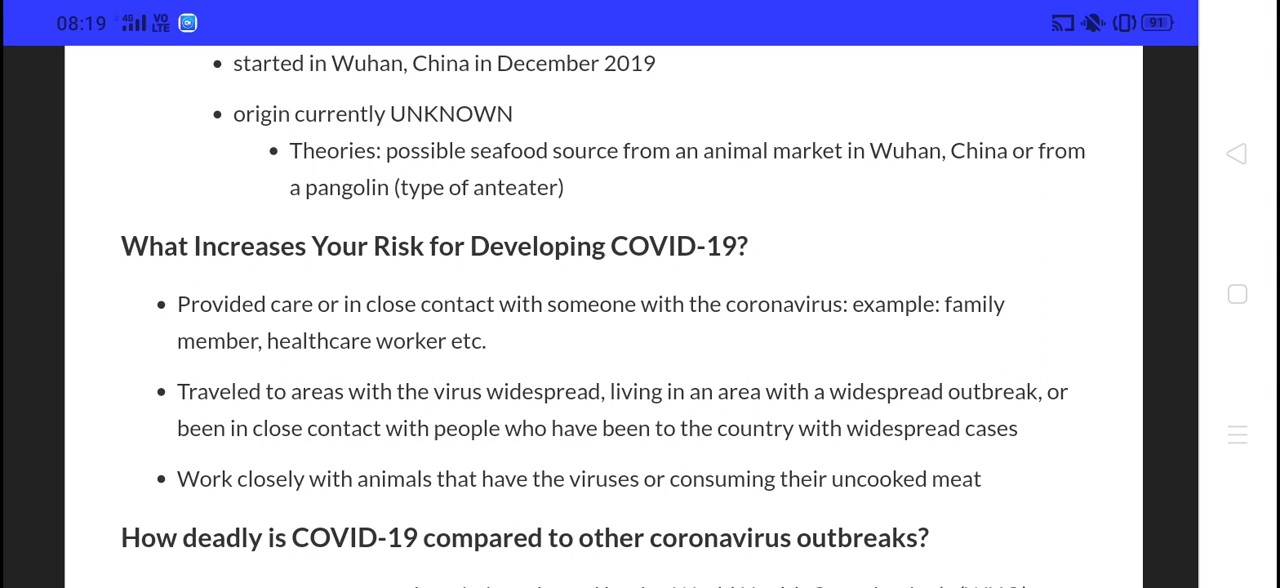 08:19 4G VO LTE 91
started in Wuhan, China in December 2019
origin currently UNKNOWN
Theories: possible seafood source from an animal market in Wuhan, China or from
a pangolin (type of anteater)
What Increases Your Risk for Developing COVID-19?
Provided care or in close contact with someone with the coronavirus: example: family
member, healthcare worker etc.
Traveled to areas with the virus widespread, living in an area with a widespread outbreak, or
been in close contact with people who have been to the country with widespread cases
Work closely with animals that have the viruses or consuming their uncooked meat
How deadly is COVID-19 compared to other coronavirus outbreaks?